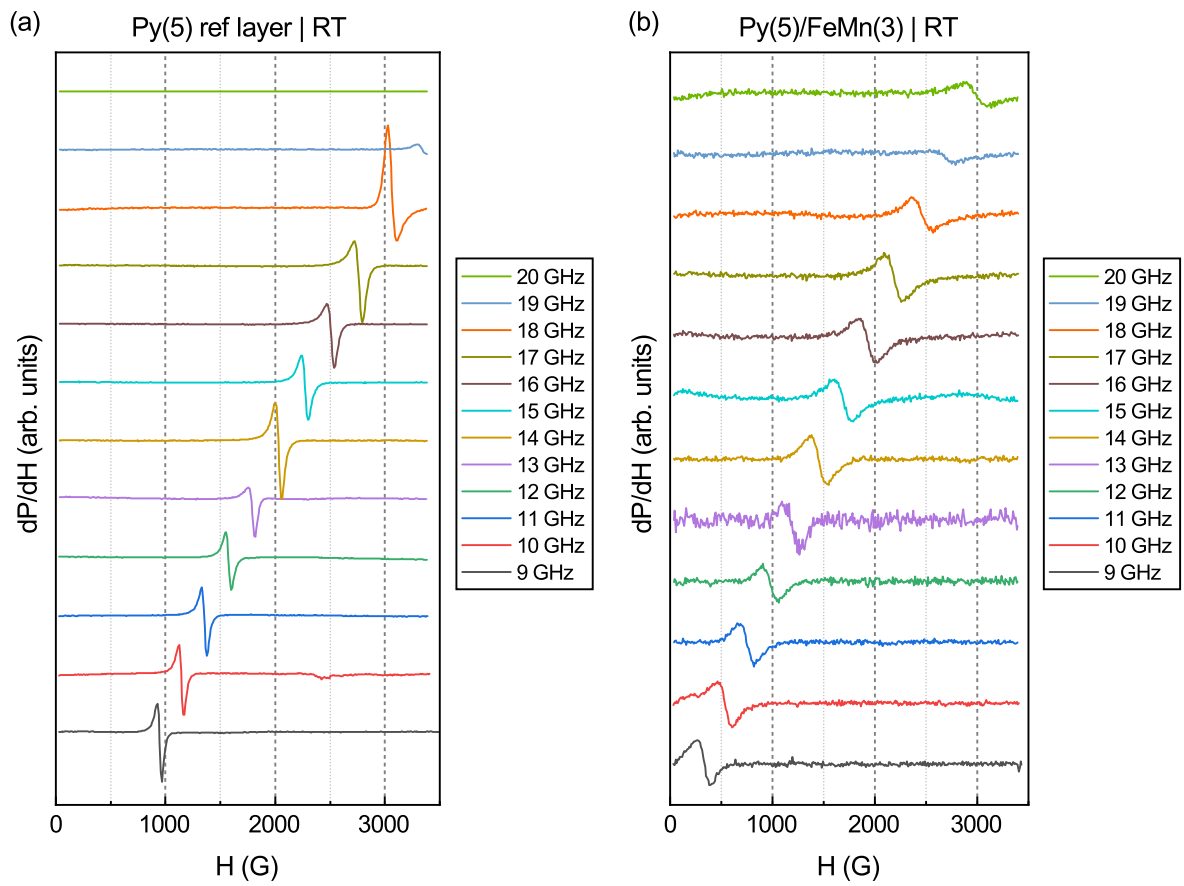 (a)
Py(5) ref layer | RT
dP/dH (arb. units)
0
1000
2000
3000
H (G)
20 GHz
19 GHz
18 GHz
17 GHz
16 GHz
15 GHz
14 GHz
13 GHz
12 GHz
11 GHz
10 GHz
9 GHz
(b)
Py(5)/FeMn(3) | RT
dP/dH (arb. units)
0
1000
2000
3000
H (G)
20 GHz
19 GHz
18 GHz
17 GHz
16 GHz
15 GHz
14 GHz
13 GHz
12 GHz
11 GHz
10 GHz
9 GHz